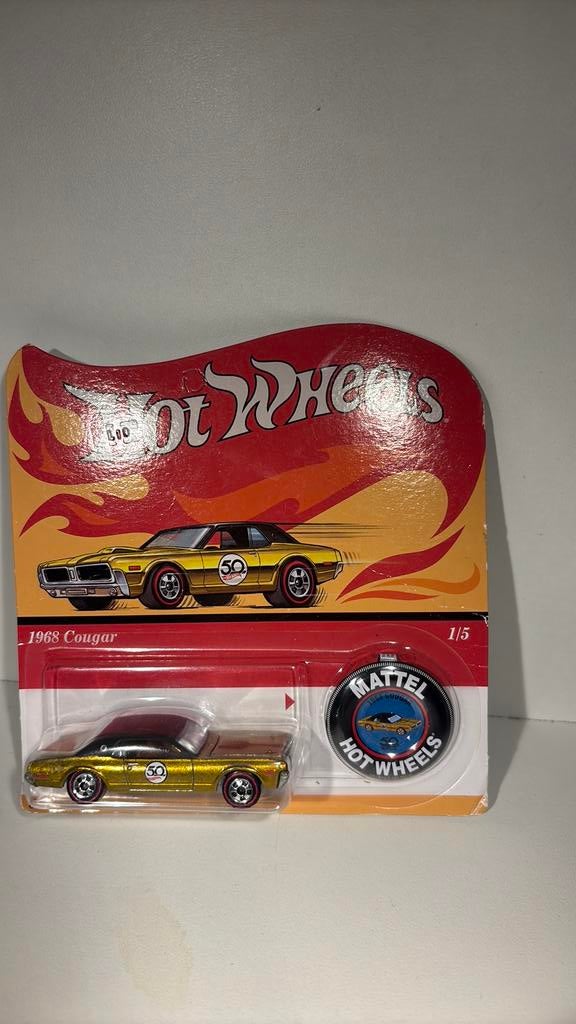 Hot Wheels
50
1968 Cougar
1/5
MATTEL
50
HOT WHEELS